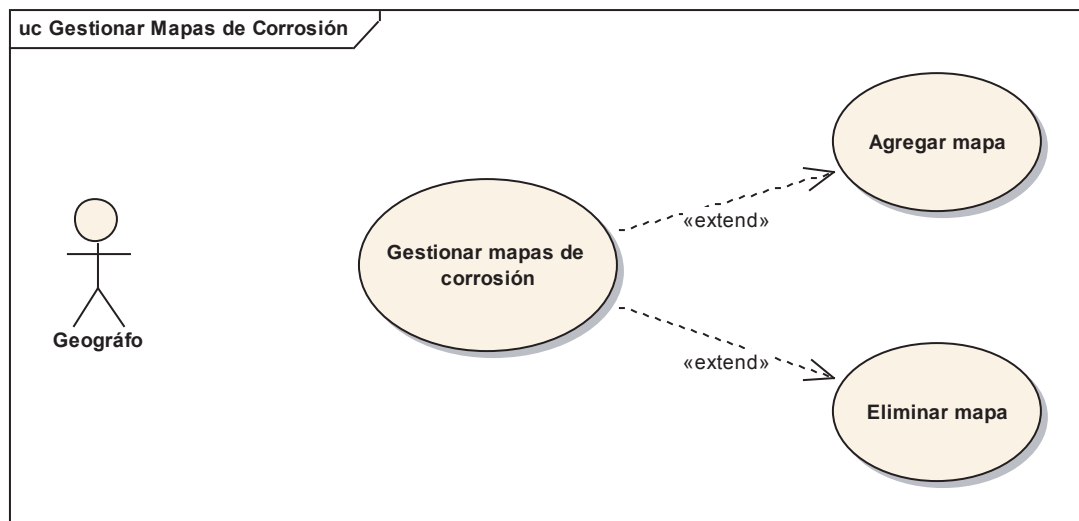 uc Gestionar Mapas de Corrosión
Agregar mapa
«extend»
Gestionar mapas de
corrosión
Geográfo
«extend»
Eliminar mapa